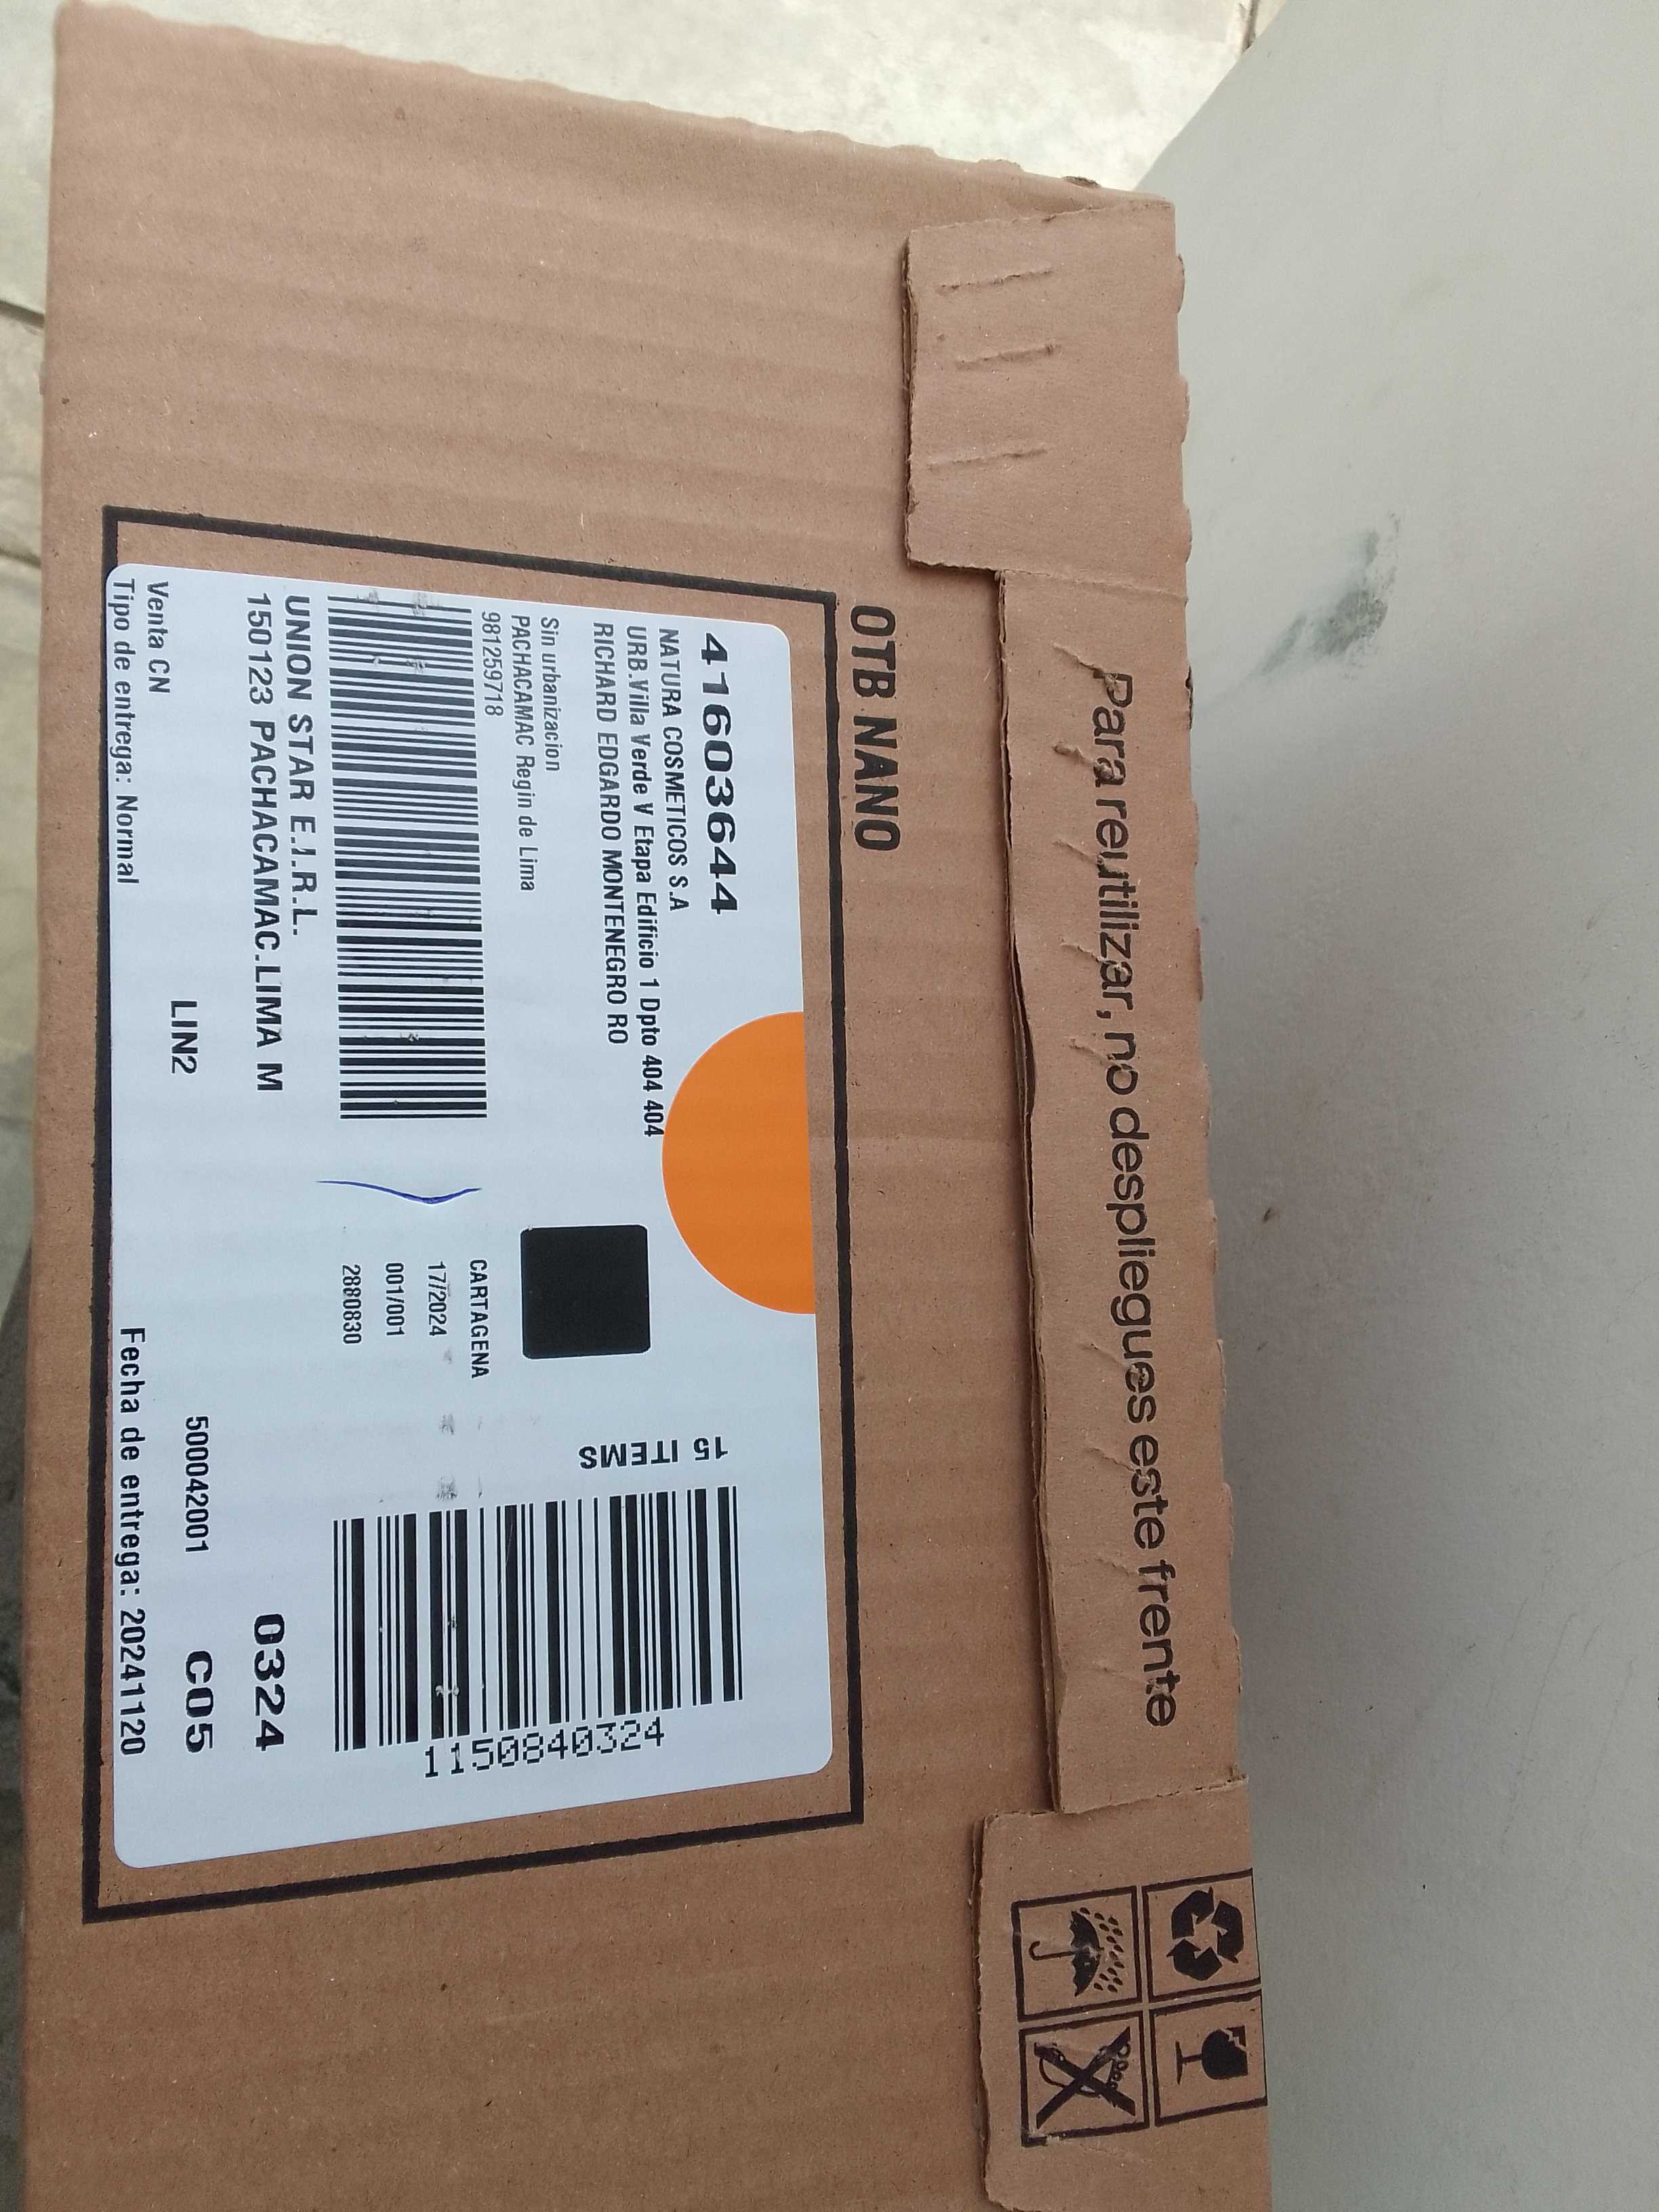 Para reutilizar, no despliegues este frente
OTB NANO
41603644
NATURA COSMETICOS S.A
URB.Villa Verde V Etapa Edificio 1 Dpto 404 404
RICHARD EDGARDO MONTENEGRO RO
Sin urbanizacion
PACHACAMAC Regin de Lima
981259718
15 ITEMS
CARTAGENA
17/2024
001/001
2880830
1150840324
UNION STAR E.I.R.L.
150123 PACHACAMAC.LIMA M
0324
LIN2
500042001
C05
Venta CN
Tipo de entrega: Normal
Fecha de entrega: 20241120